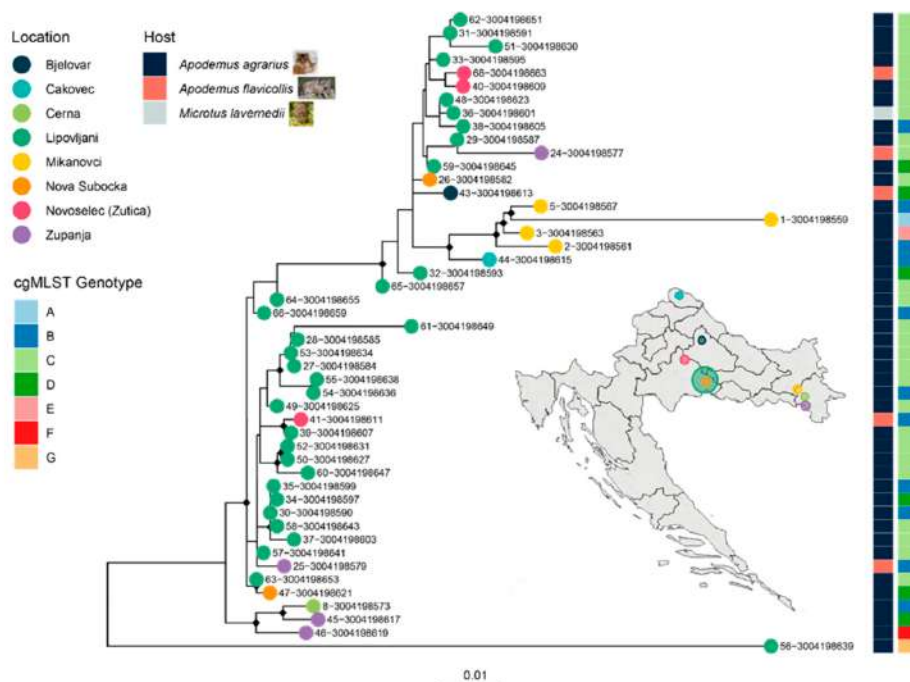 Location
Bjelovar
Cakovec
Cerna
Lipovljani
Mikanovci
Nova Subocka
Novoselec (Zutica)
Zupanja
Host
Apodemus agrarius
Apodemus flavicollis
Microtus lavernedii
cgMLST Genotype
A
B
C
D
E
F
G
62-3004198651
31-3004198591
51-3004198630
33-3004198595
68-3004198663
40-3004198609
48-3004198623
36-3004198601
38-3004198605
29-3004198587
24-3004198577
59-3004198645
26-3004198582
43-3004198613
5-3004198567
1-3004198559
3-3004198563
2-3004198561
44-3004198615
32-3004198593
65-3004198657
64-3004198655
66-3004198659
61-3004198649
28-3004198585
53-3004198634
27-3004198584
55-3004198638
54-3004198636
49-3004198625
41-3004198611
39-3004198607
52-3004198631
50-3004198627
60-3004198647
35-3004198599
34-3004198597
30-3004198590
58-3004198643
37-3004198603
57-3004198641
25-3004198579
63-3004198653
47-3004198621
8-3004198573
45-3004198617
46-3004198619
56-3004198639
0.01